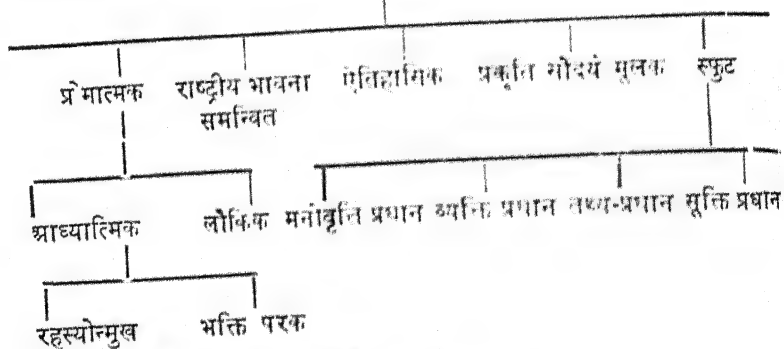 प्रेमात्मक राष्ट्रीय भावना ऐतिहासिक प्रकृति सौंदर्य मूलक स्फुट
समन्वित
आध्यात्मिक लौकिक मनोवृत्ति प्रधान व्यक्ति प्रधान तथ्य-प्रधान सूक्ति प्रधान
रहस्योन्मुख भक्ति परक